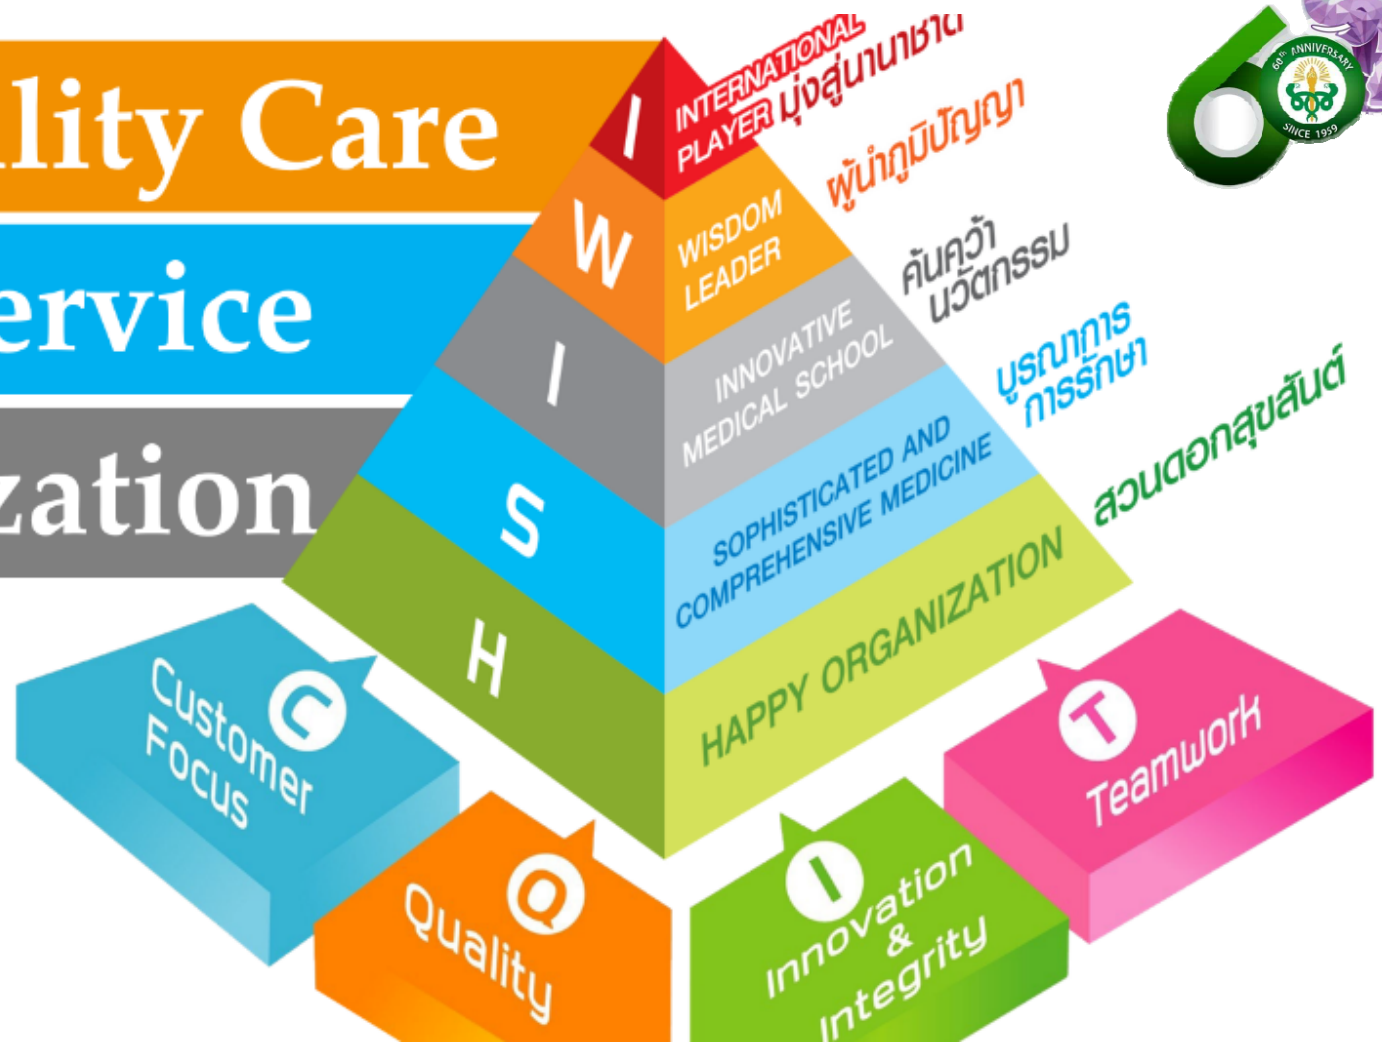 lity Care
ervice
zation
I
INTERNATIONAL
PLAYER มุ่งสู่นานาชาติ
W
WISDOM
LEADER
ผู้นำภูมิปัญญา
I
INNOVATIVE
MEDICAL SCHOOL
ค้นคว้า
นวัตกรรม
S
SOPHISTICATED AND
COMPREHENSIVE MEDICINE
บูรณาการ
การรักษา
H
HAPPY ORGANIZATION
สวนดอกสุขสันต์
C
Customer
Focus
Q
Quality
I
Innovation
&
Integrity
T
Teamwork
60th ANNIVERSARY
SINCE 1959